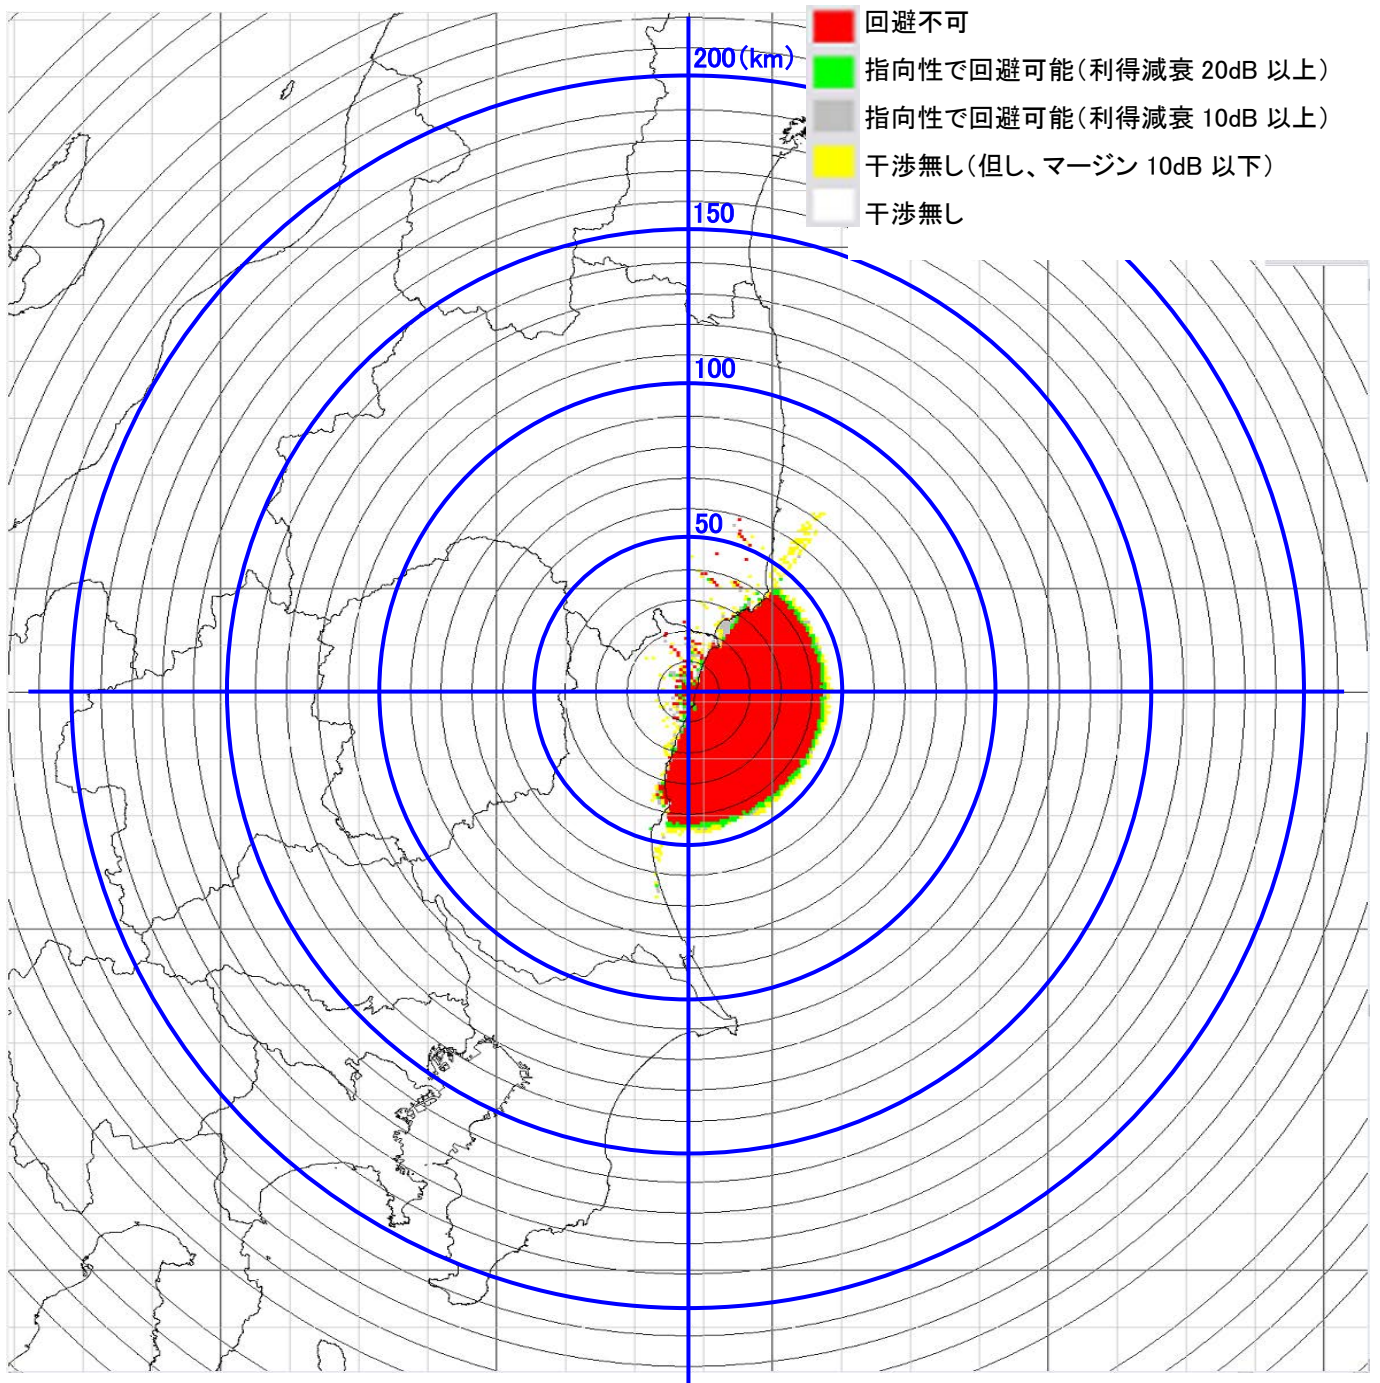 回避不可
200(km)
指向性で回避可能(利得減衰 20dB 以上)
指向性で回避可能(利得減衰 10dB 以上)
干渉無し(但し、マージン 10dB 以下)
干渉無し
150
100
50